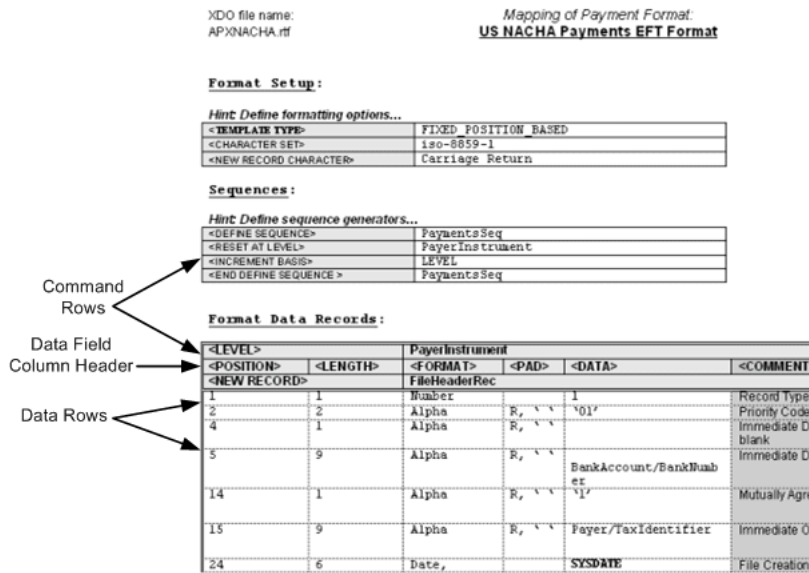 XDO file name:
Mapping of Payment Format:
APXNACHA.rtf
US NACHA Payments EFT Format
Format Setup:
Hint: Define formatting options...
<TEMPLATE TYPE> FIXED_POSITION_BASED
<CHARACTER SET> iso-8859-1
<NEW RECORD CHARACTER> Carriage Return
Sequences:
Hint: Define sequence generators...
<DEFINE SEQUENCE> PaymentsSeq
<RESET AT LEVEL> PayerInstrument
<INCREMENT BASIS> LEVEL
<END DEFINE SEQUENCE > PaymentsSeq
Command
Rows
Format Data Records:
Data Field
Column Header
<LEVEL> PayerInstrument
<POSITION> <LENGTH> <FORMAT> <PAD> <DATA> <COMMENT
<NEW RECORD> FileHeaderRec
Data Rows
1 1 Number 1 Record Type
2 2 Alpha R, ` ` `01' Priority Code
4 1 Alpha R, ` ` Immediate D
blank
5 9 Alpha R, ` ` Immediate D
BankAccount/BankNumb
er
14 1 Alpha R, ` ` `1' Mutually Agre
15 9 Alpha R, ` ` Payer/TaxIdentifier Immediate O
24 6 Date, SYSDATE File Creation